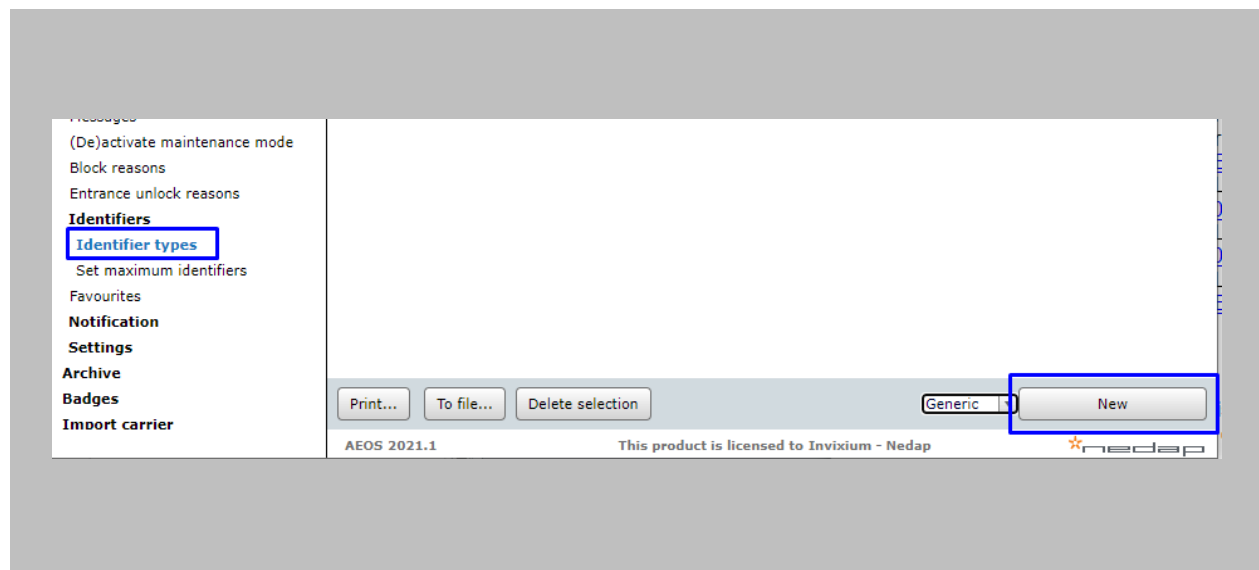 Messages
(De)activate maintenance mode
Block reasons
Entrance unlock reasons
Identifiers
Identifier types
Set maximum identifiers
Favourites
Notification
Settings
Archive
Badges
Import carrier
Print... To file... Delete selection Generic New
AEOS 2021.1 This product is licensed to Invixium - Nedap nedap